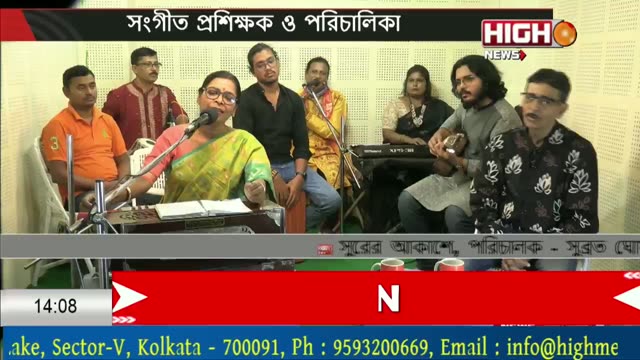 সংগীত প্রশিক্ষক ও পরিচালিকা
HIGH
NEWS
সুরের আকাশে, পরিচালক - সুব্রত ঘো
14:08
N
ake, Sector-V, Kolkata - 700091, Ph : 9593200669, Email : info@highme